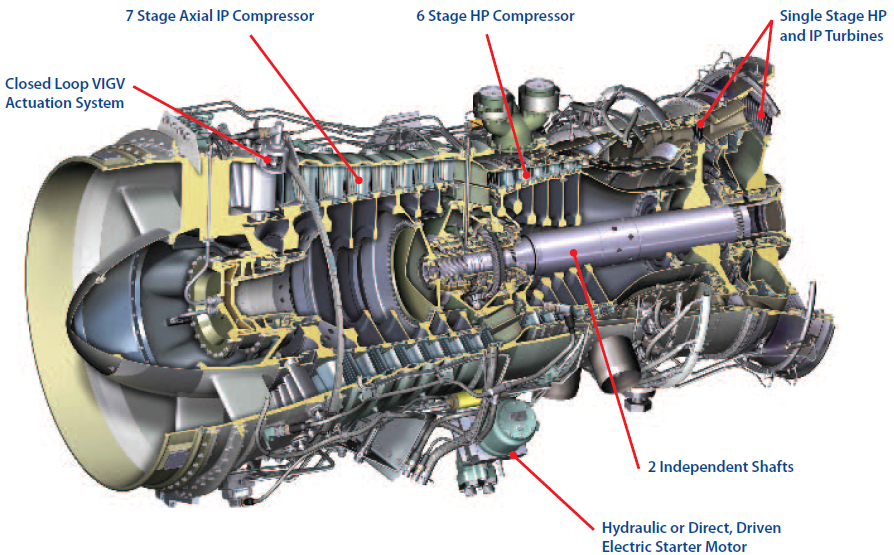 7 Stage Axial IP Compressor
6 Stage HP Compressor
Single Stage HP
and IP Turbines
Closed Loop VIGV
Actuation System
2 Independent Shafts
Hydraulic or Direct, Driven
Electric Starter Motor